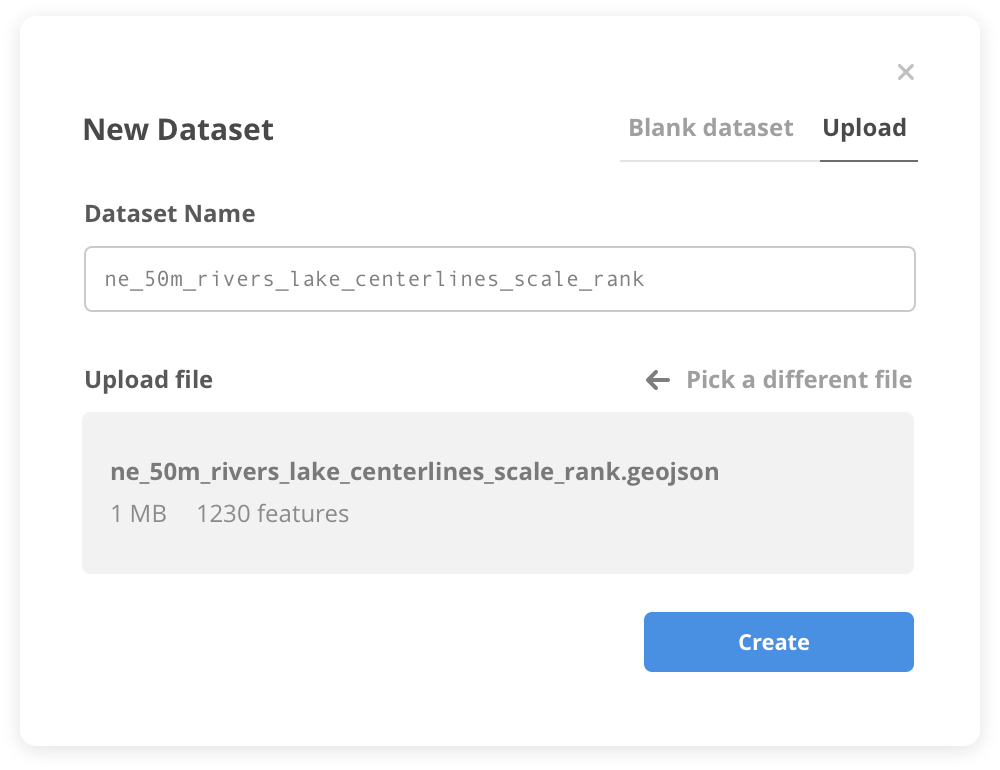 New Dataset
Blank dataset Upload
Dataset Name
ne_50m_rivers_lake_centerlines_scale_rank
Upload file
Pick a different file
ne_50m_rivers_lake_centerlines_scale_rank.geojson
1 MB 1230 features
Create